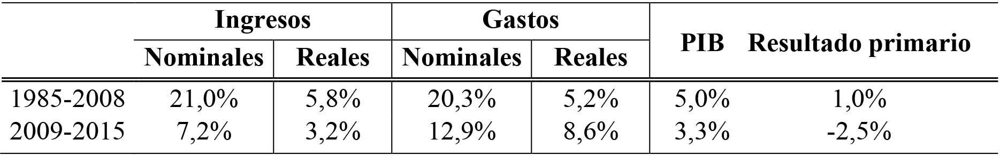 Ingresos Gastos PIB Resultado primario
Nominales Reales Nominales Reales
1985-2008 21,0% 5,8% 20,3% 5,2% 5,0% 1,0%
2009-2015 7,2% 3,2% 12,9% 8,6% 3,3% -2,5%